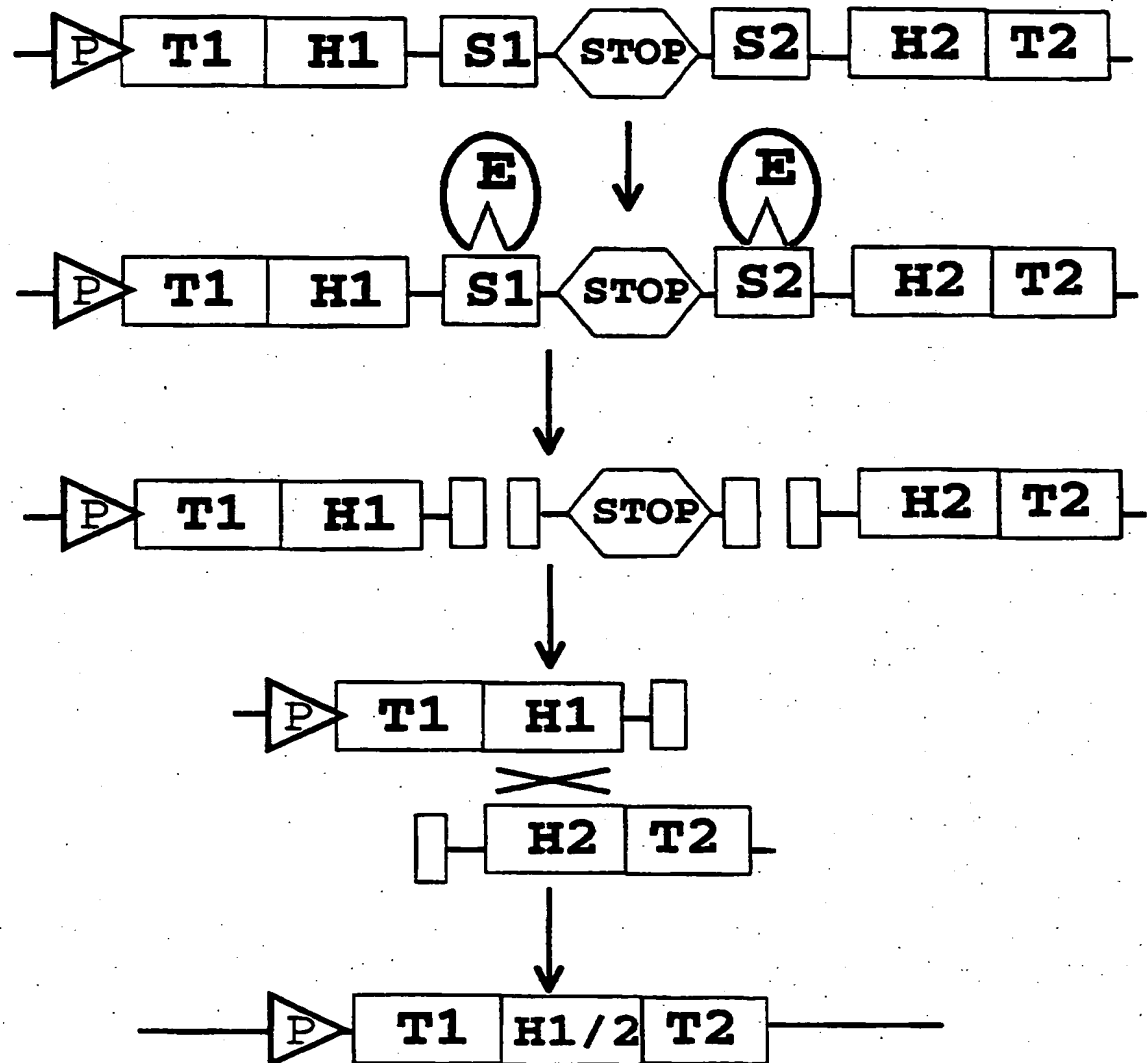 P T1 H1 S1 STOP S2 H2 T2
E E
P T1 H1 S1 STOP S2 H2 T2
P T1 H1 STOP H2 T2
P T1 H1
H2 T2
P T1 H1/2 T2